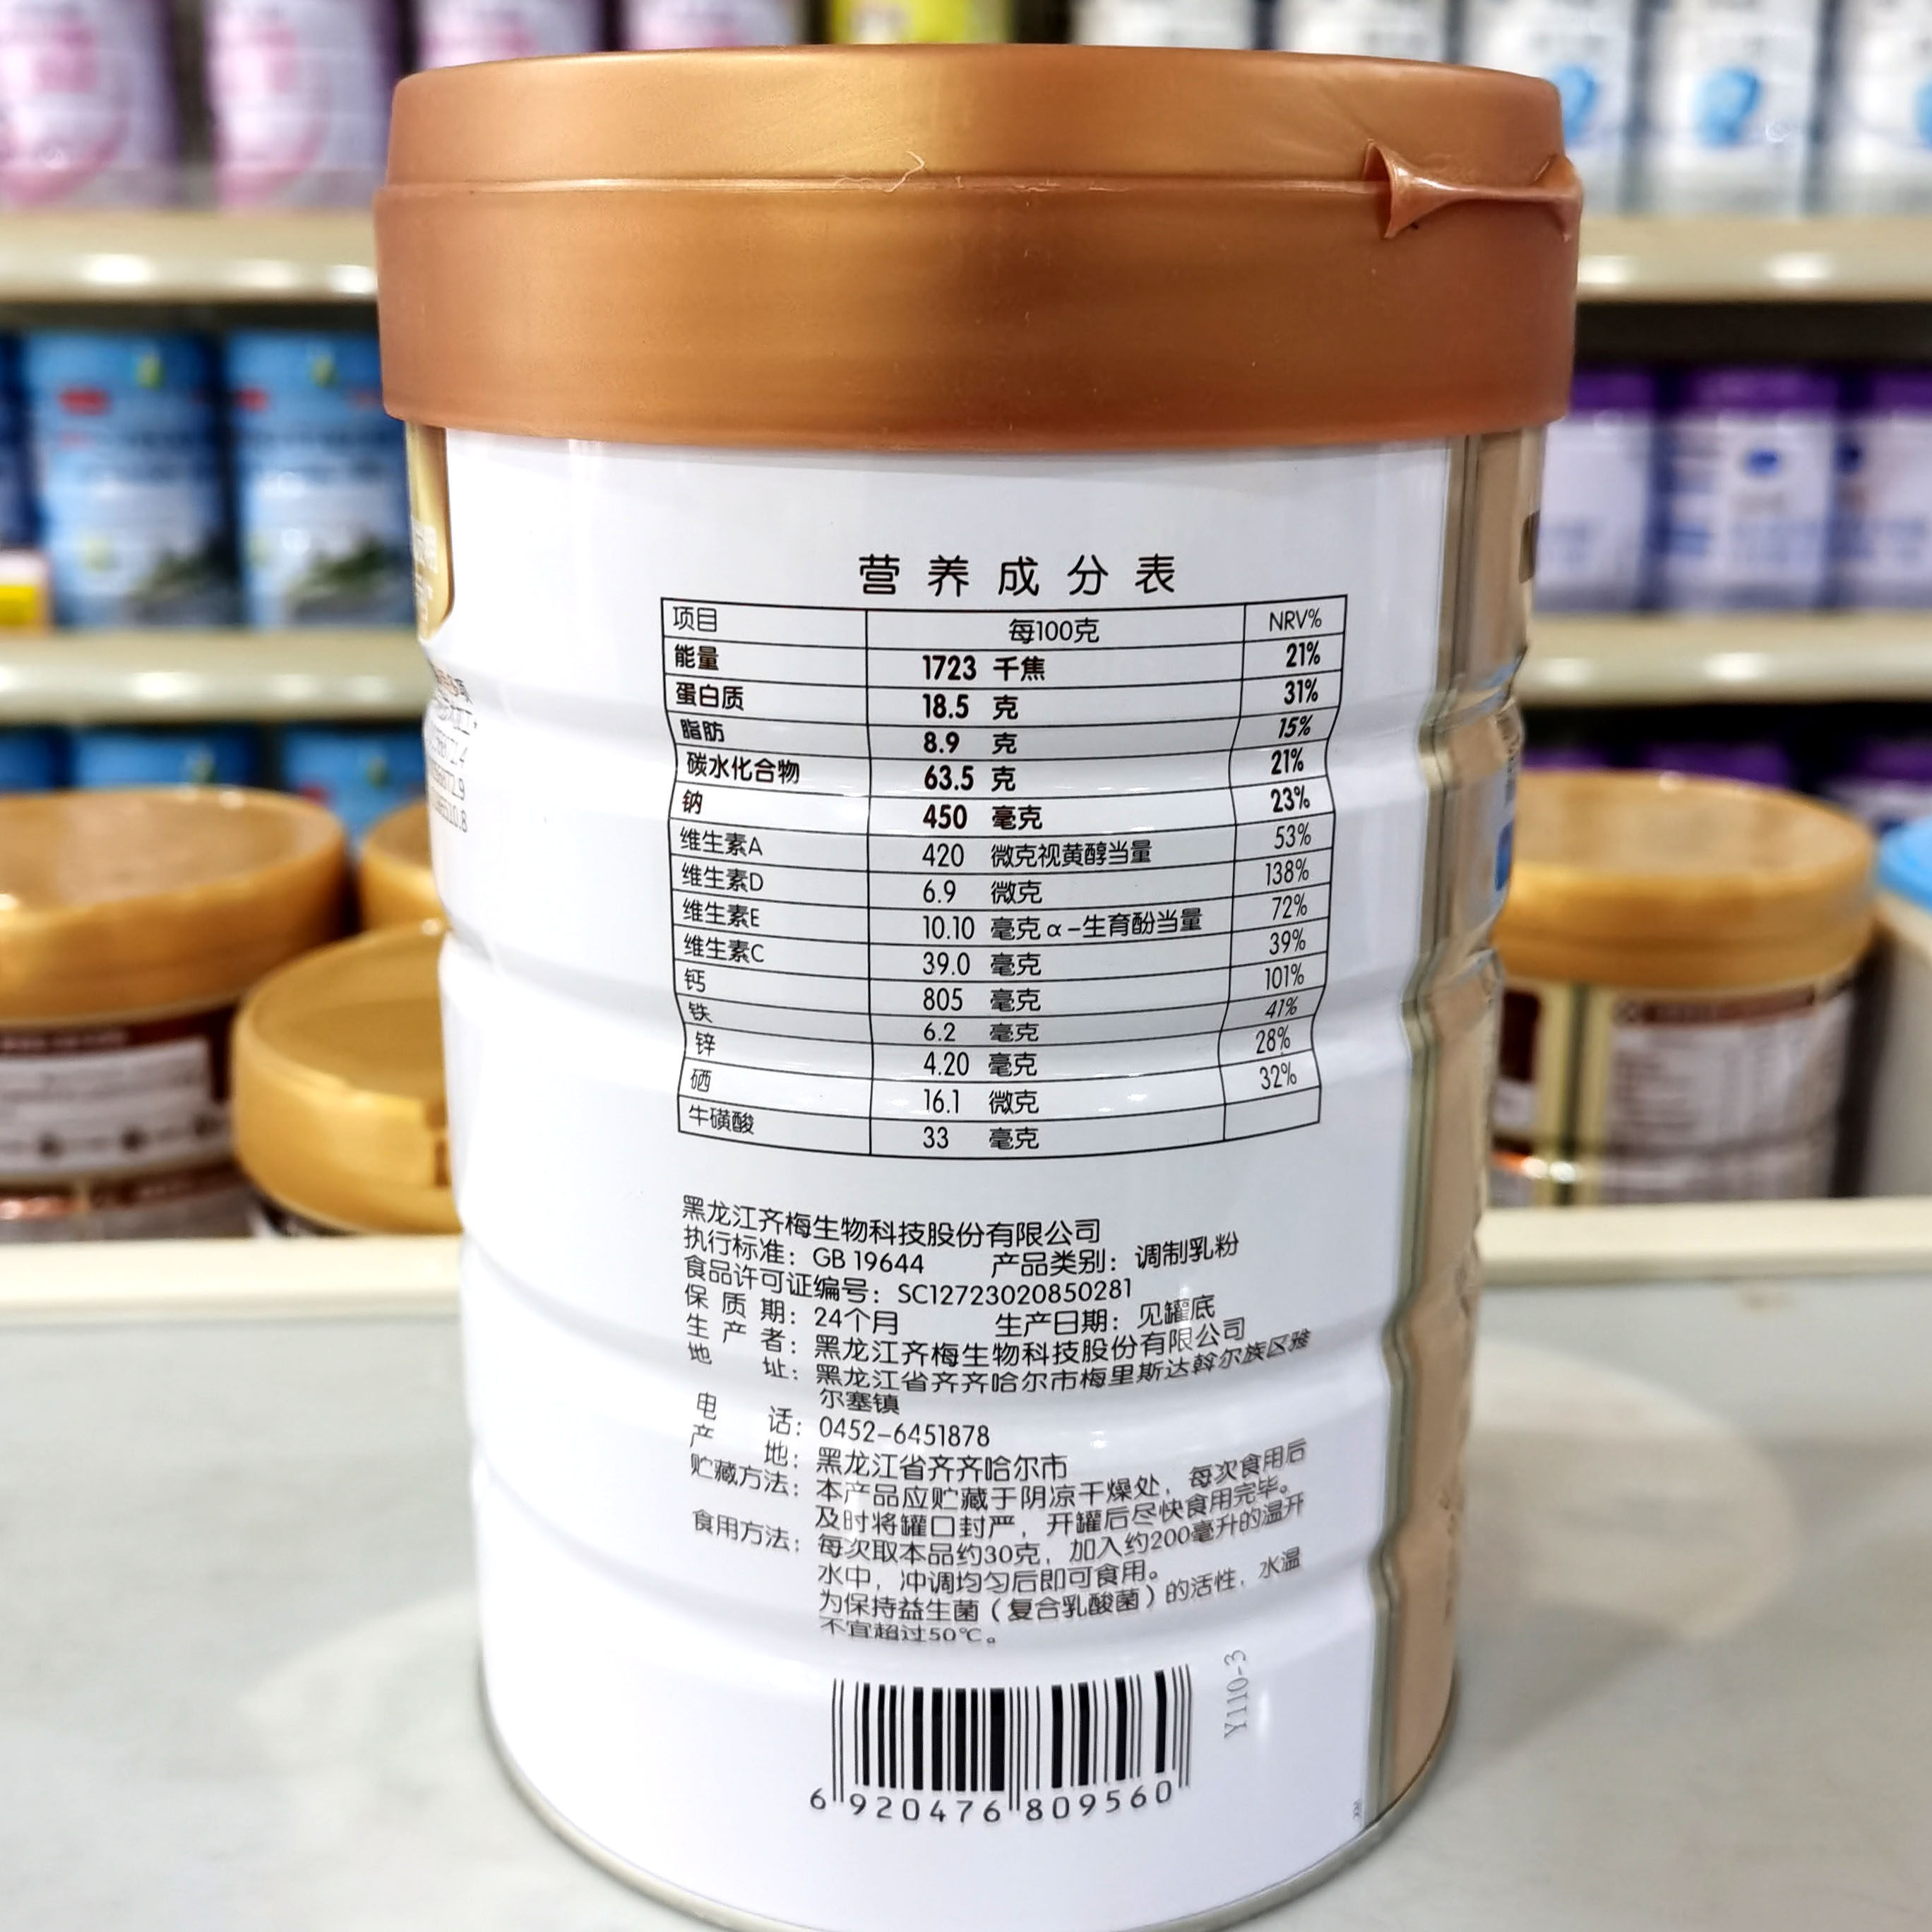 营养成分表
项目 每100克 NRV%
能量 1723 千焦 21%
蛋白质 18.5 克 31%
脂肪 8.9 克 15%
碳水化合物 63.5 克 21%
钠 450 毫克 23%
维生素A 420 微克视黄醇当量 53%
维生素D 6.9 微克 138%
维生素E 10.10 毫克α-生育酚当量 72%
维生素C 39.0 毫克 39%
钙 805 毫克 101%
铁 6.2 毫克 41%
锌 4.20 毫克 28%
硒 16.1 微克 32%
牛磺酸 33 毫克
黑龙江齐梅生物科技股份有限公司
执行标准：GB 19644 产品类别：调制乳粉
食品许可证编号：SC12723020850281
保质期：24个月 生产日期：见罐底
生产者：黑龙江齐梅生物科技股份有限公司
地址：黑龙江省齐齐哈尔市梅里斯达斡尔族区雅
尔塞镇
电话：0452-6451878
产地：黑龙江省齐齐哈尔市
贮藏方法：本产品应贮藏于阴凉干燥处，每次食用后
及时将罐口封严，开罐后尽快食用完毕。
食用方法：每次取本品约30克，加入约200毫升的温开
水中，冲调均匀后即可食用。
为保持益生菌（复合乳酸菌）的活性，水温
不宜超过50℃。
Y110-3
6 920476 809560